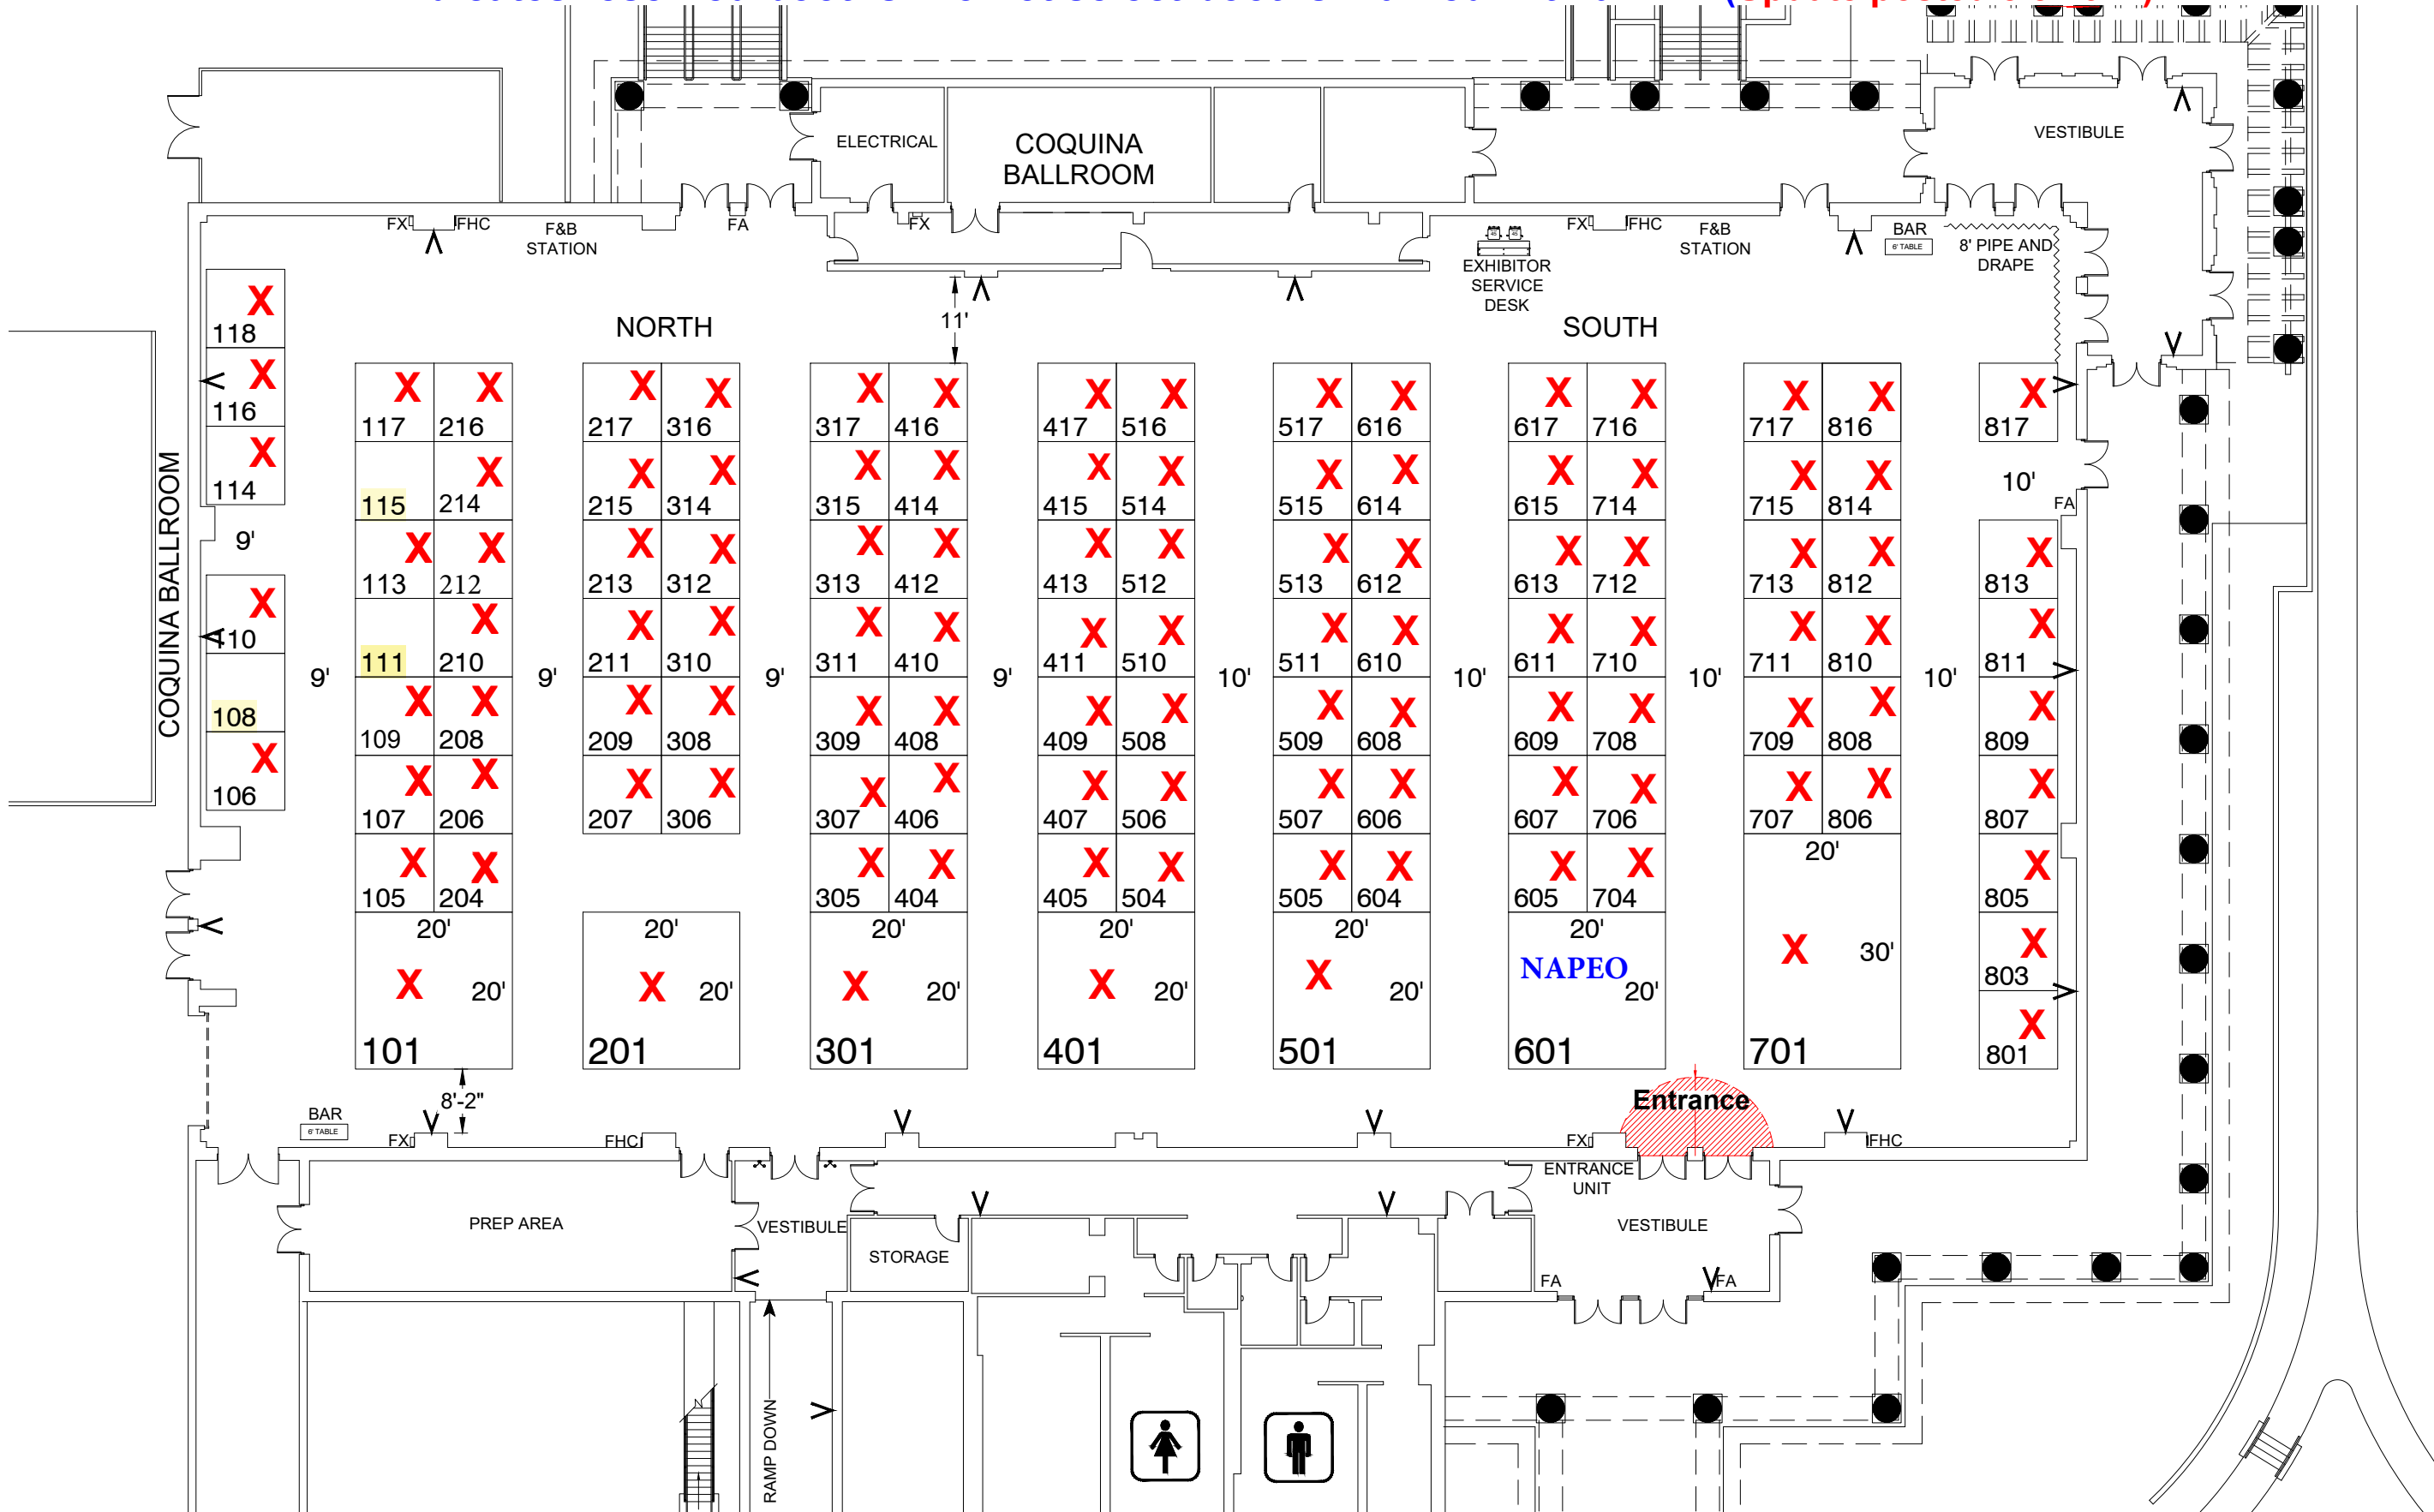 ELECTRICAL
COQUINA
BALLROOM
VESTIBULE
FX
FHC
F&B
STATION
FA
FX
EXHIBITOR
SERVICE
DESK
FX
FHC
F&B
STATION
BAR
6' TABLE
8' PIPE AND
DRAPE
NORTH
11'
SOUTH
COQUINA BALLROOM
X X X X X X X X X X X X X X X X X
118
116
114
9'
110
108
106
117 216 217 316 317 416 417 516 517 616 617 716 717 816 817
X X X X X X X X X X X X X
115 214 215 314 315 414 415 514 515 614 615 714 715 814
10'
FA
X X X X X X X X X X X X X X X
113 212 213 312 313 412 413 512 513 612 613 712 713 812 813
X X X X X X X X X X X X X X X
111 210 211 310 311 410 411 510 511 610 611 710 711 810 811
9' 9' 9' 9' 10' 10' 10' 10'
X X X X X X X X X X X X X X X
109 208 209 308 309 408 409 508 509 608 609 708 709 808 809
X X X X X X X X X X X X X X X X
107 206 207 306 307 406 407 506 507 606 607 706 707 806 807
X X X X X X X X X X X
105 204 305 404 405 504 505 604 605 704 805
20' 20' 20' 20' 20' 20' 20'
X X X X X NAPEO X X
20' 20' 20' 20' 20' 20' 30'
803
X
101 201 301 401 501 601 701 801
8'-2"
Entrance
BAR
6' TABLE
FX
FHC
FX
FHC
ENTRANCE
UNIT
PREP AREA
VESTIBULE
STORAGE
VESTIBULE
FA
FA
RAMP DOWN